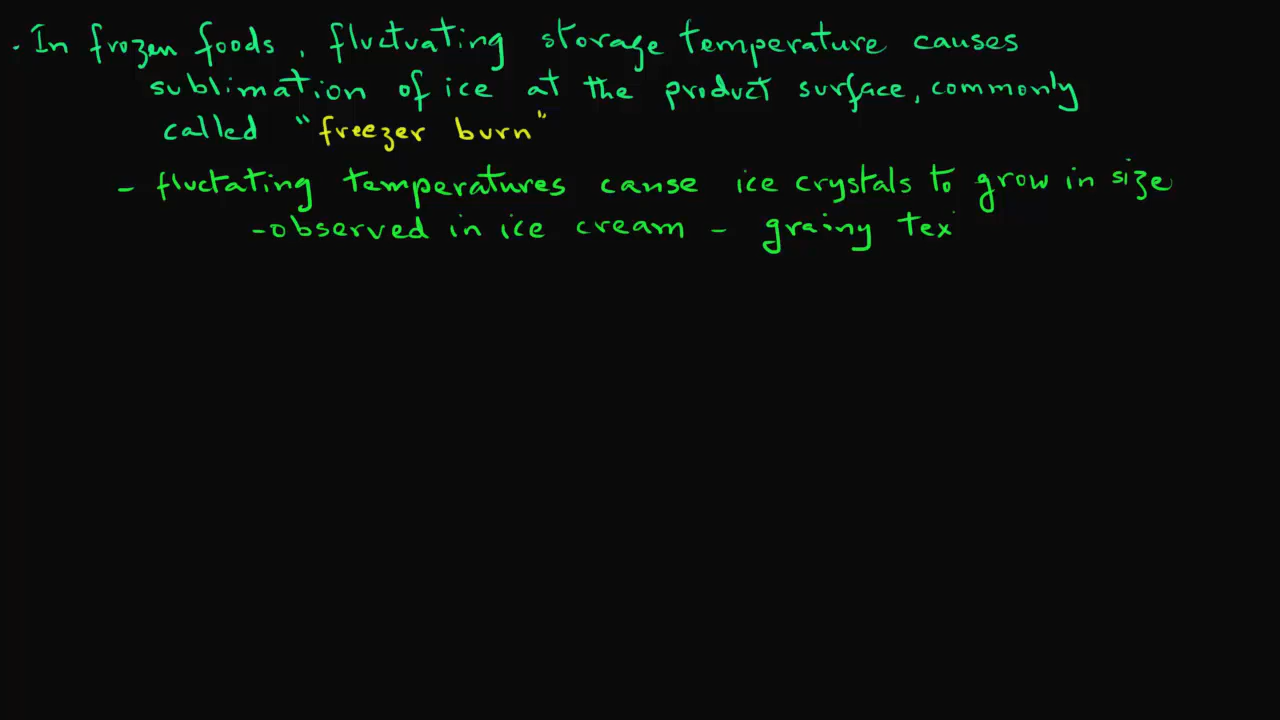 · In frozen foods, fluctuating storage temperature causes
sublimation of ice at the product surface, commonly
called "freezer burn"
- fluctating temperatures cause ice crystals to grow in size
- observed in ice cream - grainy tex